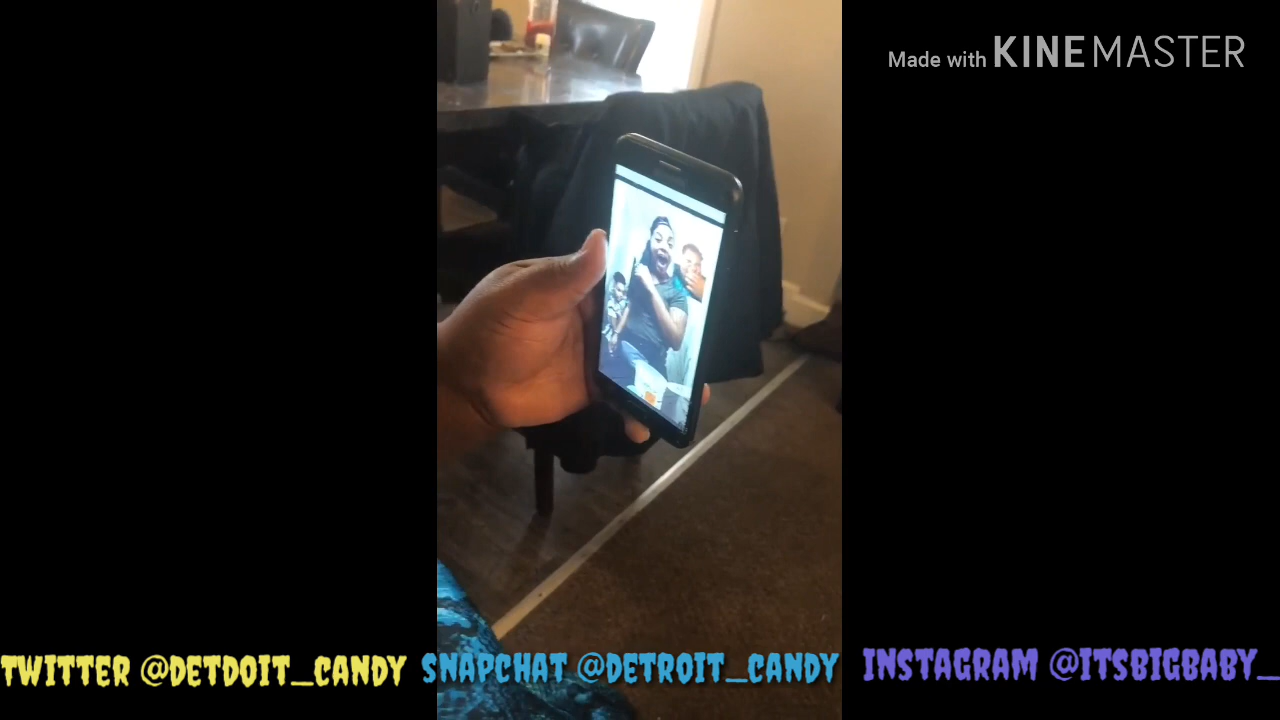 Made with KINEMASTER
TWITTER @DETDOIT_CANDY
SNAPCHAT @DETROIT_CANDY
INSTAGRAM @ITSBIGBABY_